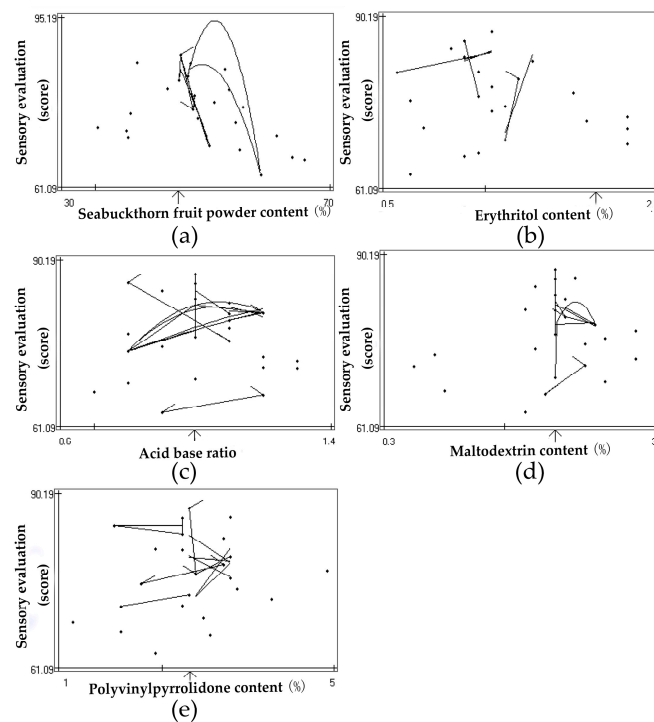 95.19
Sensory evaluation
(score)
61.09
30
70
Seabuckthorn fruit powder content (%)
(a)
90.19
Sensory evaluation
(score)
61.09
0.5
2.
Erythritol content (%)
(b)
90.19
Sensory evaluation
(score)
61.09
0.6
1.4
Acid base ratio
(c)
90.19
Sensory evaluation
(score)
61.09
0.3
3
Maltodextrin content (%)
(d)
90.19
Sensory evaluation
(score)
61.09
1
5
Polyvinylpyrrolidone content (%)
(e)